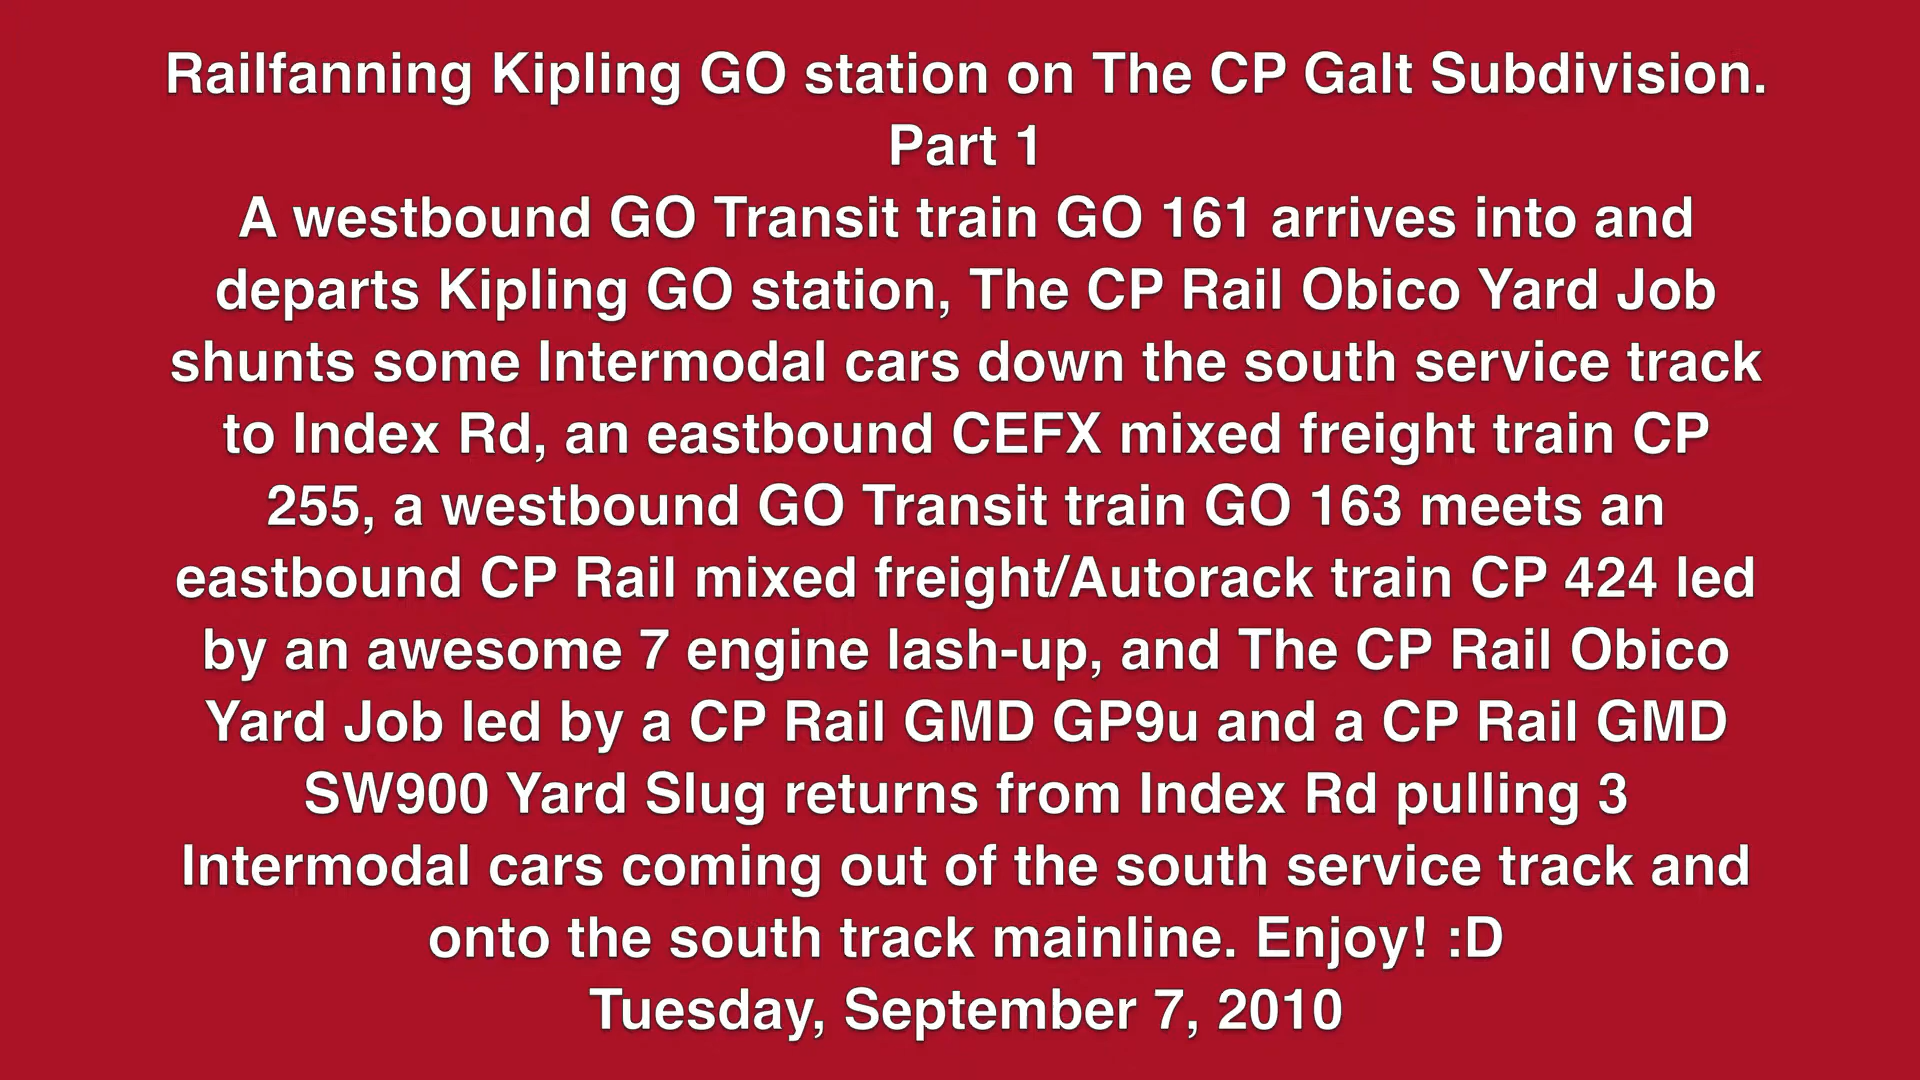 Railfanning Kipling GO station on The CP Galt Subdivision.
Part 1
A westbound GO Transit train GO 161 arrives into and
departs Kipling GO station, The CP Rail Obico Yard Job
shunts some Intermodal cars down the south service track
to Index Rd, an eastbound CEFX mixed freight train CP
255, a westbound GO Transit train GO 163 meets an
eastbound CP Rail mixed freight/Autorack train CP 424 led
by an awesome 7 engine lash-up, and The CP Rail Obico
Yard Job led by a CP Rail GMD GP9u and a CP Rail GMD
SW900 Yard Slug returns from Index Rd pulling 3
Intermodal cars coming out of the south service track and
onto the south track mainline. Enjoy! :D
Tuesday, September 7, 2010